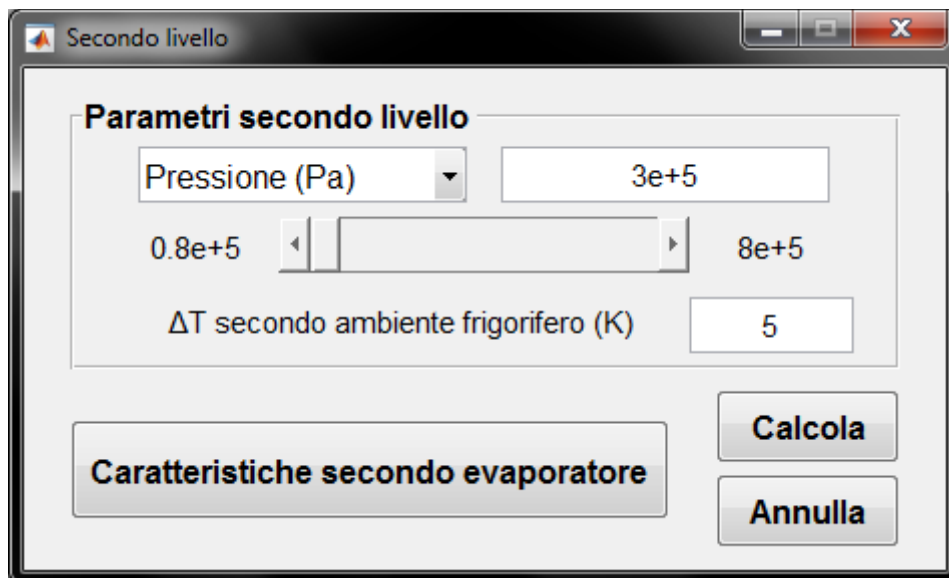 Secondo livello
Parametri secondo livello
Pressione (Pa) 3e+5
0.8e+5 8e+5
ΔT secondo ambiente frigorifero (K) 5
Caratteristiche secondo evaporatore
Calcola
Annulla